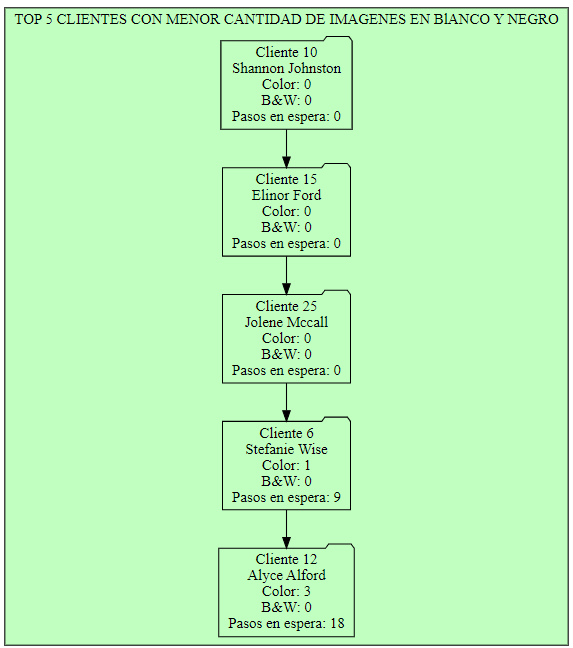 TOP 5 CLIENTES CON MENOR CANTIDAD DE IMAGENES EN BlANCO Y NEGRO
Cliente 10
Shannon Johnston
Color: 0
B&W: 0
Pasos en espera: 0
Cliente 15
Elinor Ford
Color: 0
B&W: 0
Pasos en espera: 0
Cliente 25
Jolene Mccall
Color: 0
B&W: 0
Pasos en espera: 0
Cliente 6
Stefanie Wise
Color: 1
B&W: 0
Pasos en espera: 9
Cliente 12
Alyce Alford
Color: 3
B&W: 0
Pasos en espera: 18